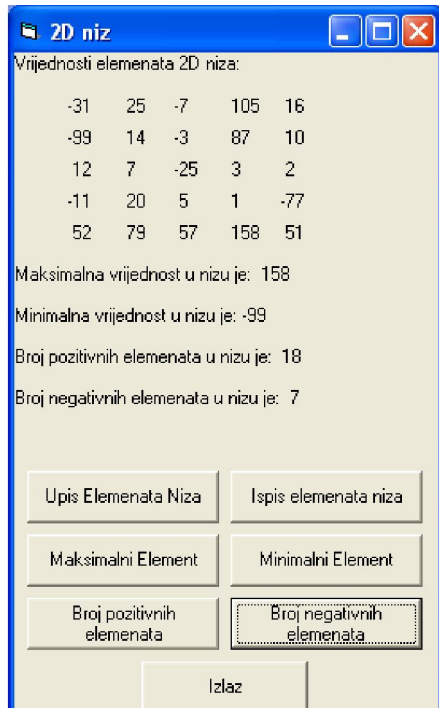 2D niz
Vrijednosti elemenata 2D niza:
-31 25 -7 105 16
-99 14 -3 87 10
12 7 -25 3 2
-11 20 5 1 -77
52 79 57 158 51
Maksimalna vrijednost u nizu je: 158
Minimalna vrijednost u nizu je: -99
Broj pozitivnih elemenata u nizu je: 18
Broj negativnih elemenata u nizu je: 7
Upis Elemenata Niza
Ispis elemenata niza
Maksimalni Element
Minimalni Element
Broj pozitivnih
elemenata
Broj negativnih
elemenata
Izlaz